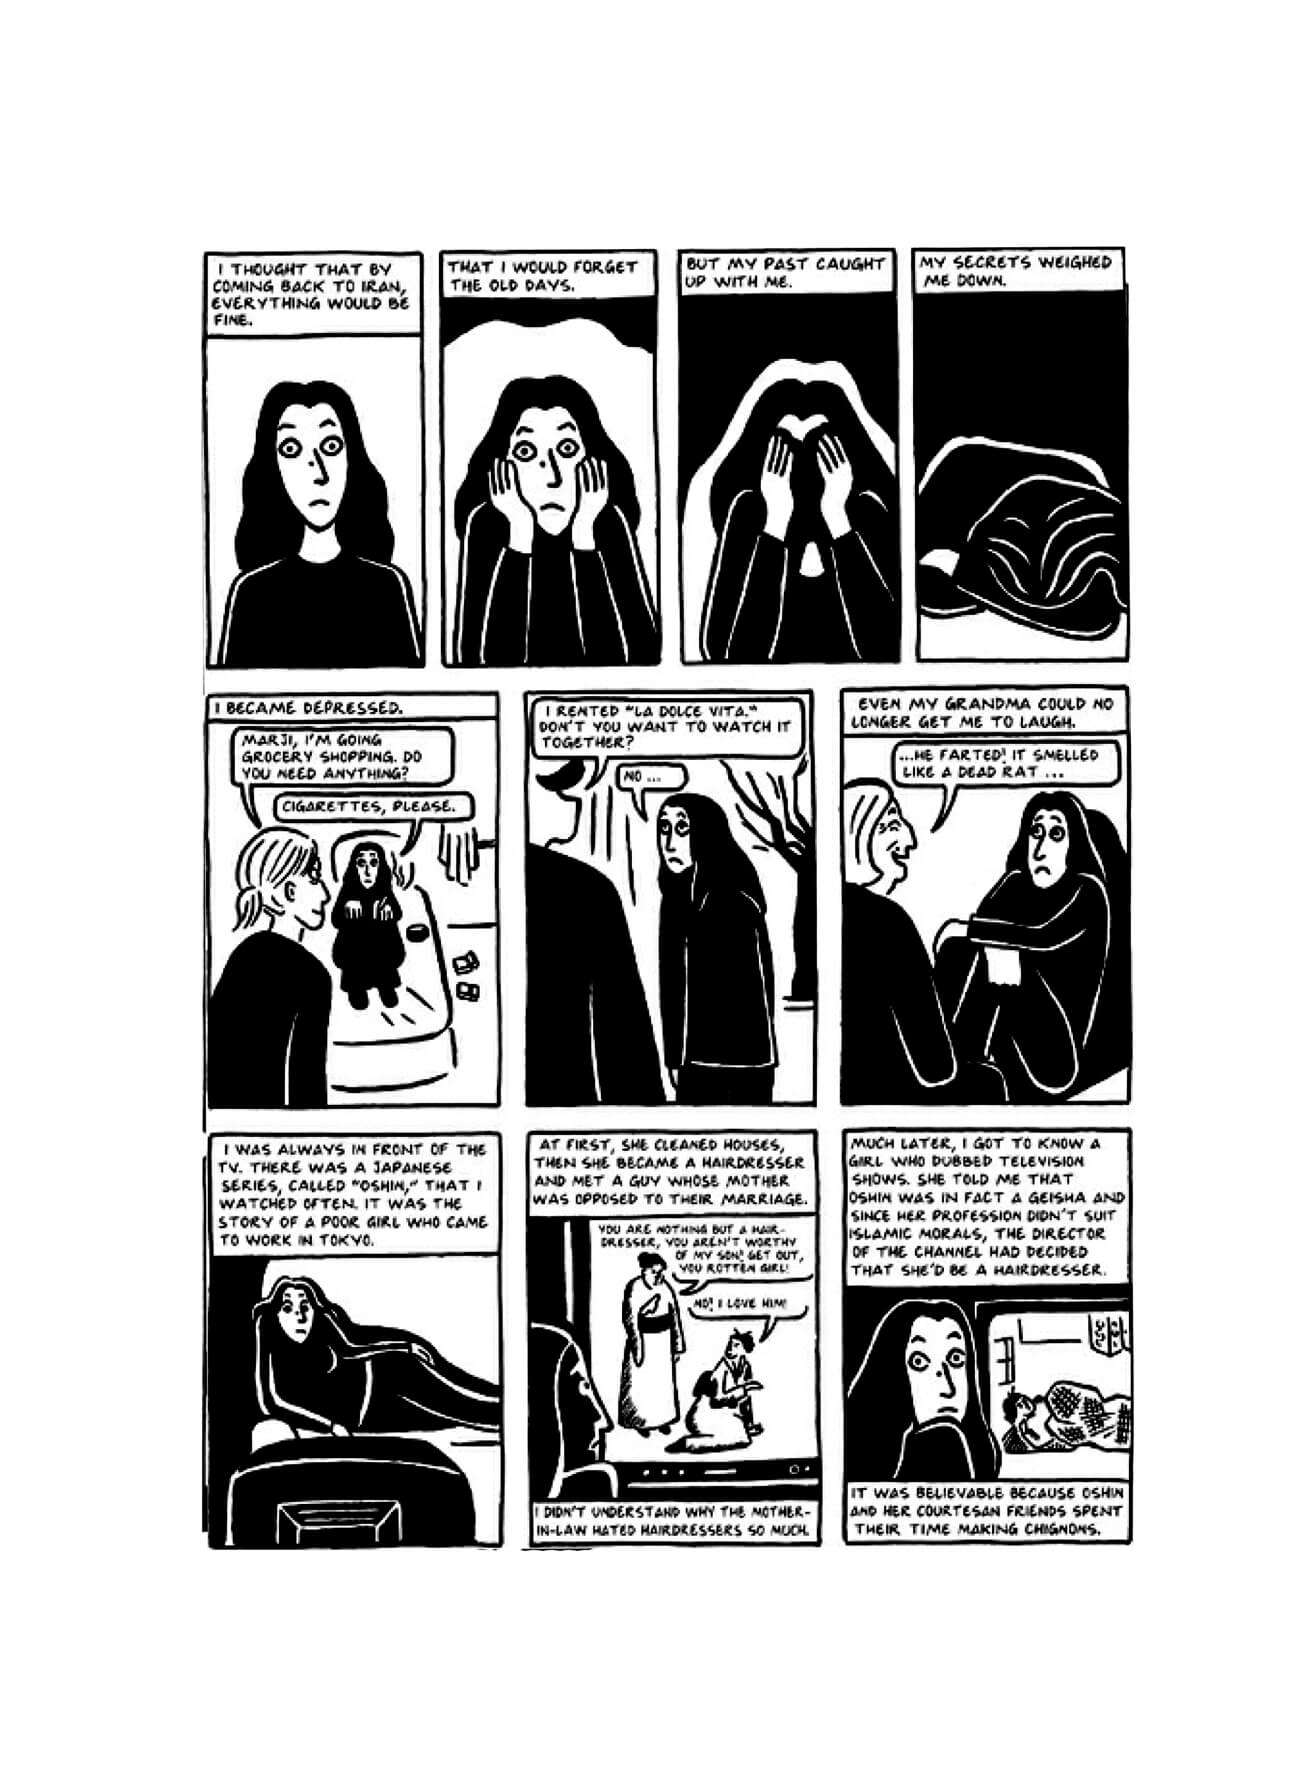 I THOUGHT THAT BY
COMING BACK TO IRAN,
EVERYTHING WOULD BE
FINE.
THAT I WOULD FORGET
THE OLD DAYS.
BUT MY PAST CAUGHT
UP WITH ME.
MY SECRETS WEIGHED
ME DOWN.
I BECAME DEPRESSED.
MARJI, I'M GOING
GROCERY SHOPPING. DO
YOU NEED ANYTHING?
CIGARETTES, PLEASE.
I RENTED "LA DOLCE VITA."
DON'T YOU WANT TO WATCH IT
TOGETHER?
NO ...
EVEN MY GRANDMA COULD NO
LONGER GET ME TO LAUGH.
...HE FARTED! IT SMELLED
LIKE A DEAD RAT ...
I WAS ALWAYS IN FRONT OF THE
TV. THERE WAS A JAPANESE
SERIES, CALLED "OSHIN," THAT I
WATCHED OFTEN. IT WAS THE
STORY OF A POOR GIRL WHO CAME
TO WORK IN TOKYO.
AT FIRST, SHE CLEANED HOUSES,
THEN SHE BECAME A HAIRDRESSER
AND MET A GUY WHOSE MOTHER
WAS OPPOSED TO THEIR MARRIAGE.
YOU ARE NOTHING BUT A HAIR-
DRESSER, YOU AREN'T WORTHY
OF MY SON! GET OUT,
YOU ROTTEN GIRL!
NO! I LOVE HIM!
I DIDN'T UNDERSTAND WHY THE MOTHER-
IN-LAW HATED HAIRDRESSERS SO MUCH.
MUCH LATER, I GOT TO KNOW A
GIRL WHO DUBBED TELEVISION
SHOWS. SHE TOLD ME THAT
OSHIN WAS IN FACT A GEISHA AND
SINCE HER PROFESSION DIDN'T SUIT
ISLAMIC MORALS, THE DIRECTOR
OF THE CHANNEL HAD DECIDED
THAT SHE'D BE A HAIRDRESSER.
IT WAS BELIEVABLE BECAUSE OSHIN
AND HER COURTESAN FRIENDS SPENT
THEIR TIME MAKING CHIGNONS.